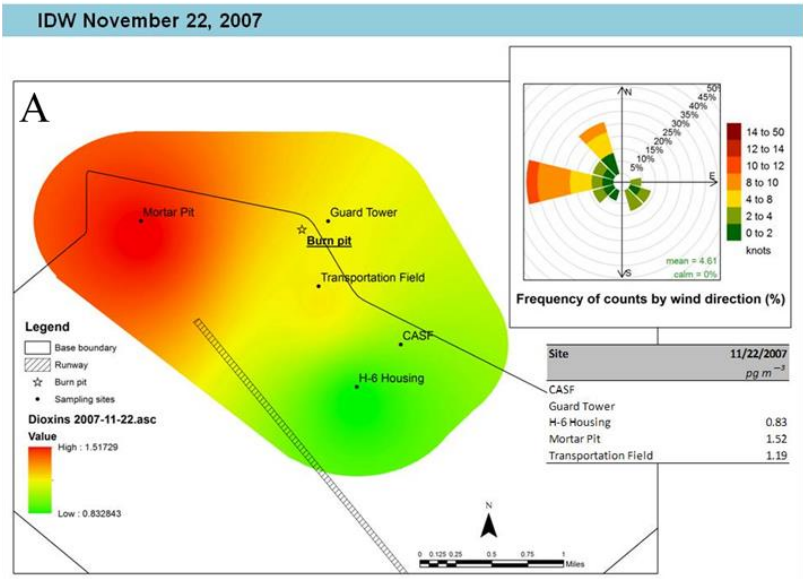 IDW November 22, 2007
A
Mortar Pit
Guard Tower
Burn pit
Transportation Field
CASF
H-6 Housing
Legend
Base boundary
Runway
Burn pit
Sampling sites
Dioxins 2007-11-22.asc
Value
High : 1.51729
Low : 0.832843
N
0 0.125 0.25 0.5 0.75 1
Miles
N
50%
45%
40%
35%
30%
25%
20%
15%
10%
5%
E
S
14 to 50
12 to 14
10 to 12
8 to 10
4 to 8
2 to 4
0 to 2
knots
mean = 4.61
calm = 0%
Frequency of counts by wind direction (%)
Site 11/22/2007
pg m⁻³
CASF
Guard Tower
H-6 Housing 0.83
Mortar Pit 1.52
Transportation Field 1.19